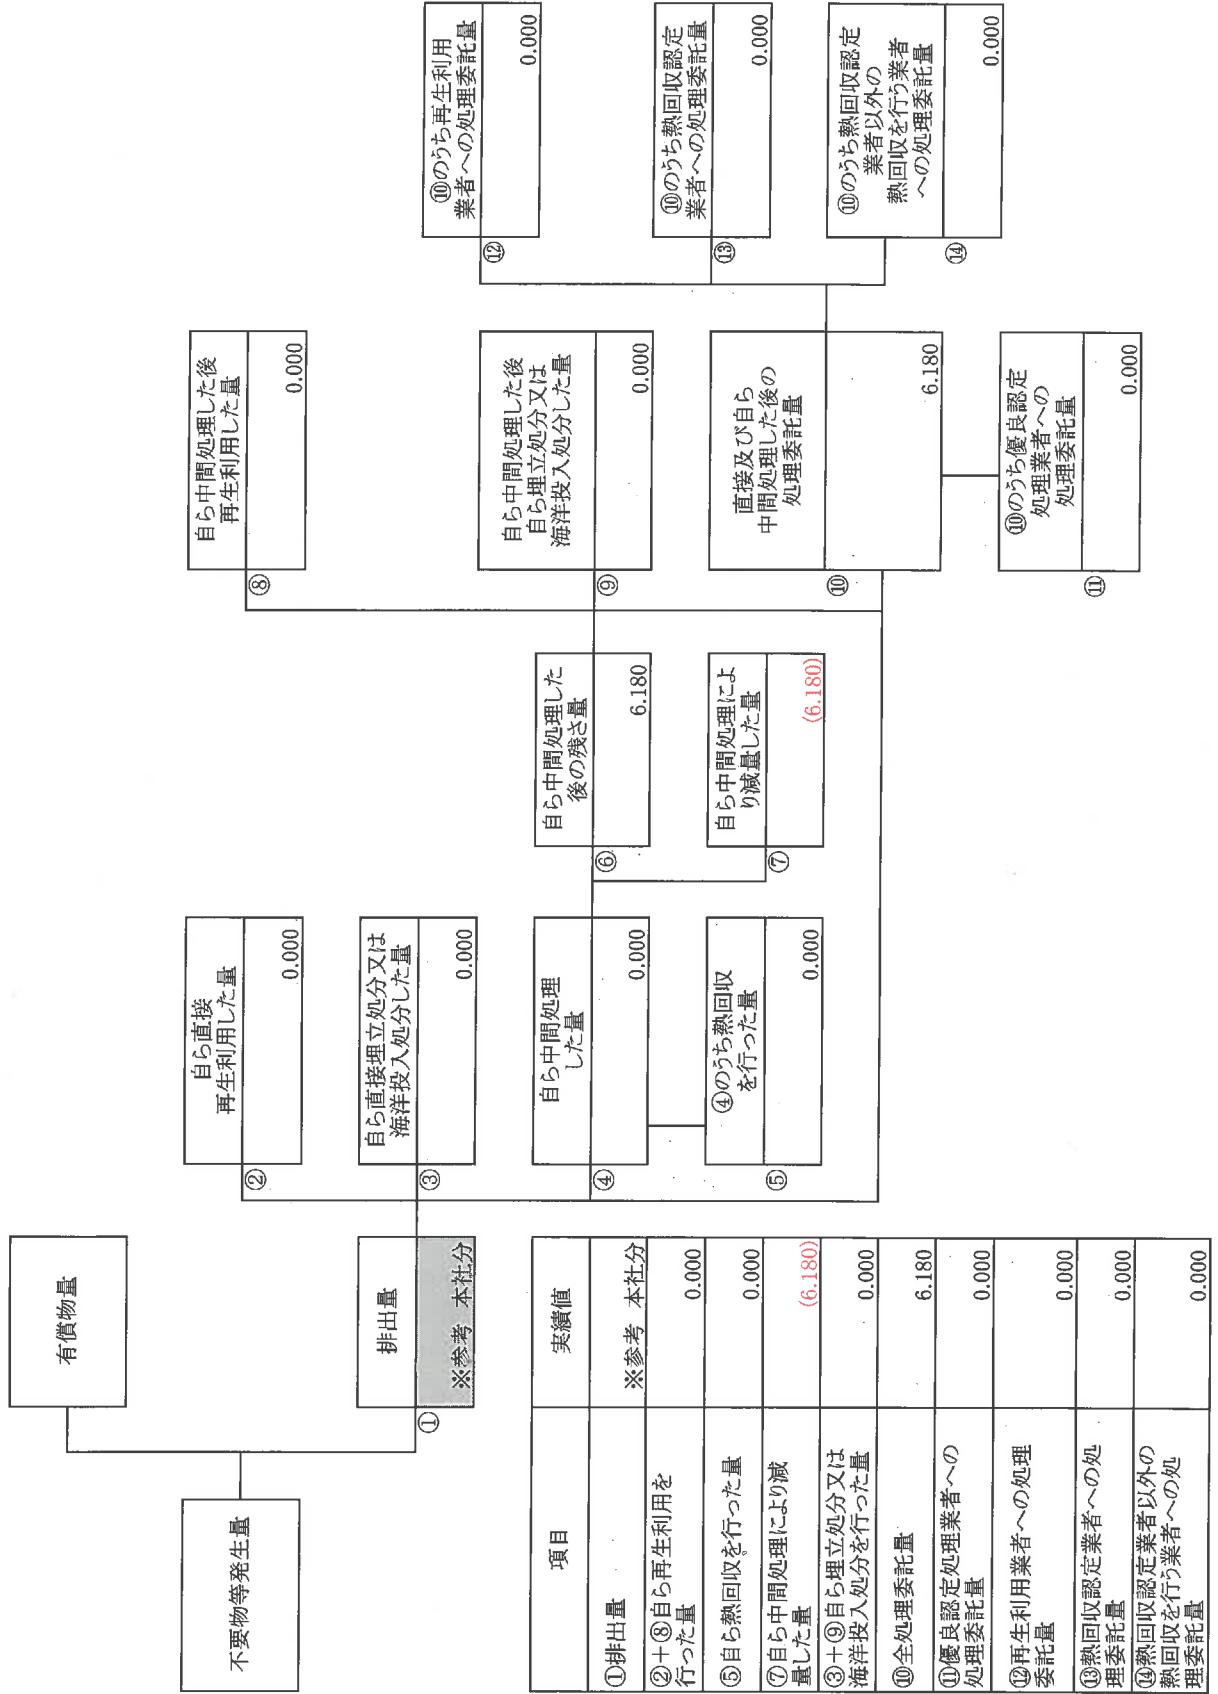 有償物量
不要物等発生量
排出量
※参考 本社分
①
自ら直接
再生利用した量
0.000
②
自ら直接埋立処分又は
海洋投入処分した量
0.000
③
自ら中間処理
した量
0.000
④
④のうち熱回収
を行った量
0.000
⑤
自ら中間処理した
後の残さ量
6.180
⑥
自ら中間処理によ
り減量した量
(6.180)
⑦
自ら中間処理した後
再生利用した量
0.000
⑧
自ら中間処理した後
自ら埋立処分又は
海洋投入処分した量
0.000
⑨
直接及び自ら
中間処理した後の
処理委託量
6.180
⑩
⑩のうち優良認定
処理業者への
処理委託量
0.000
⑪
⑩のうち再生利用
業者への処理委託量
0.000
⑫
⑩のうち熱回収認定
業者への処理委託量
0.000
⑬
⑩のうち熱回収認定
業者以外の
熱回収を行う業者
への処理委託量
0.000
⑭
項目 実績値
①排出量 ※参考 本社分
②+⑧自ら再生利用を
行った量 0.000
⑤自ら熱回収を行った量 0.000
⑦自ら中間処理により減
量した量 (6.180)
③+⑨自ら埋立処分又は
海洋投入処分を行った量 0.000
⑩全処理委託量 6.180
⑪優良認定処理業者への
処理委託量 0.000
⑫再生利用業者への処理
委託量 0.000
⑬熱回収認定業者への処
理委託量 0.000
⑭熱回収認定業者以外の
熱回収を行う業者への処
理委託量 0.000